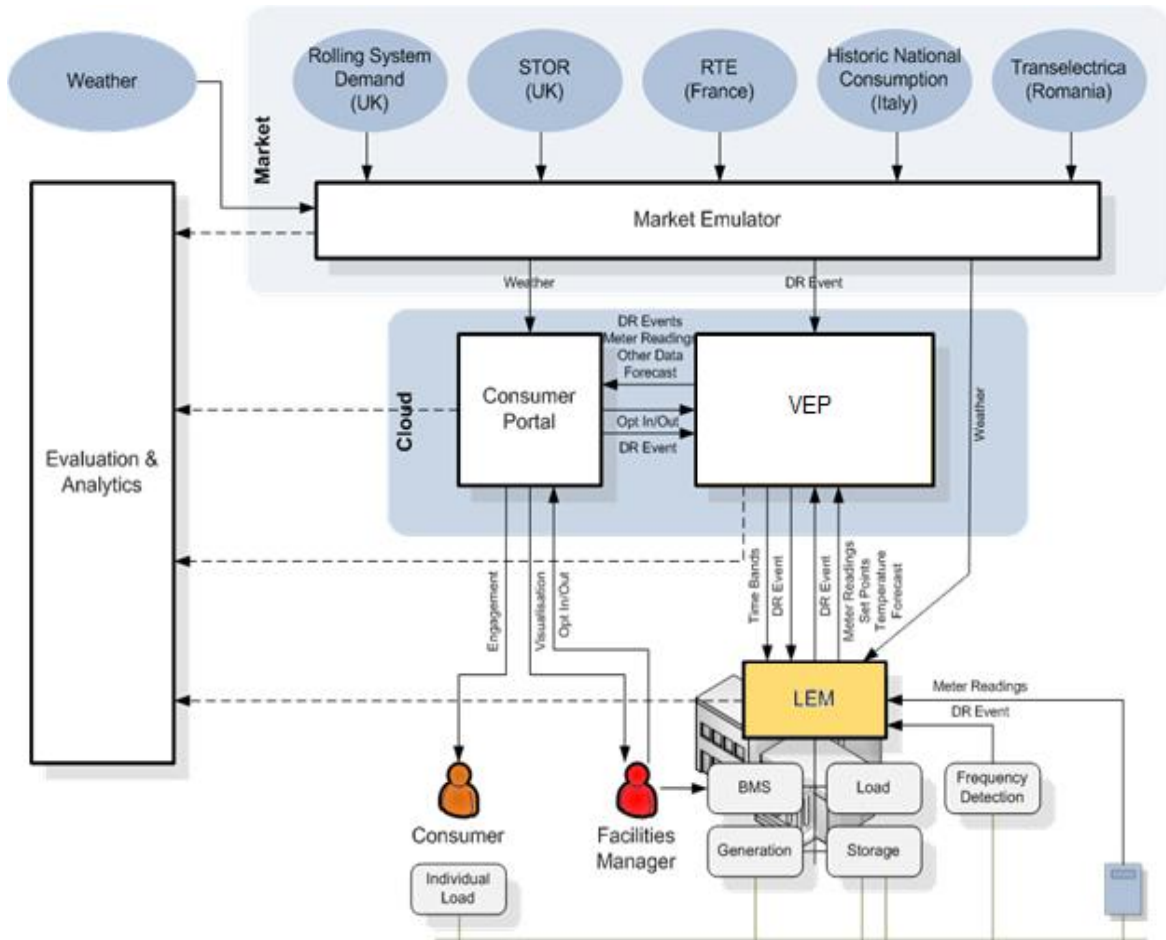 Weather
Rolling System
Demand
(UK)
STOR
(UK)
RTE
(France)
Historic National
Consumption
(Italy)
Transelectrica
(Romania)
Market
Market Emulator
Weather
DR Event
Weather
Cloud
Consumer
Portal
DR Events
Meter Readings
Other Data
Forecast
Opt In/Out
DR Event
VEP
Evaluation &
Analytics
Engagement
Visualisation
Opt In/Out
Time Bands
DR Event
DR Event
Meter Readings
Set Points
Temperature
Forecast
LEM
Meter Readings
DR Event
BMS
Load
Frequency
Detection
Generation
Storage
Consumer
Facilities
Manager
Individual
Load